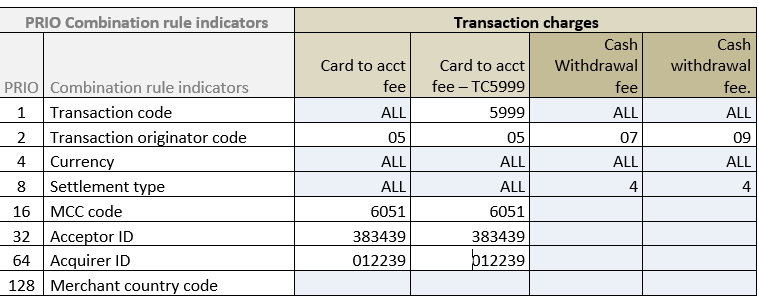 PRIO Combination rule indicators Transaction charges
PRIO Combination rule indicators Card to acct fee Card to acct fee – TC5999 Cash Withdrawal fee Cash withdrawal fee.
1 Transaction code ALL 5999 ALL ALL
2 Transaction originator code 05 05 07 09
4 Currency ALL ALL ALL ALL
8 Settlement type ALL ALL 4 4
16 MCC code 6051 6051
32 Acceptor ID 383439 383439
64 Acquirer ID 012239 012239
128 Merchant country code